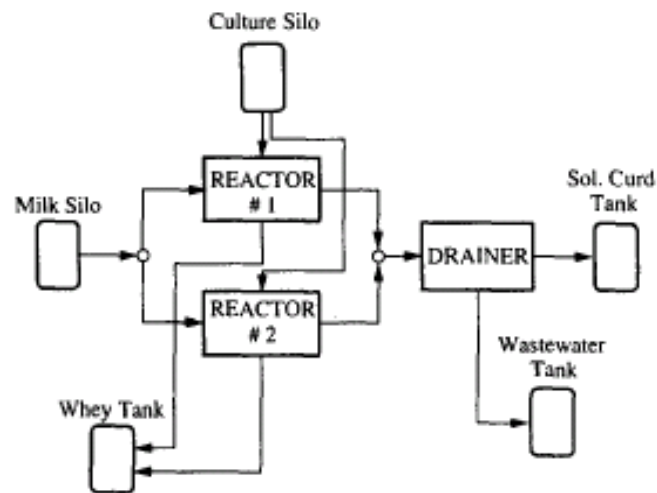 Culture Silo
REACTOR
# 1
Sol. Curd
Tank
Milk Silo
DRAINER
REACTOR
# 2
Wastewater
Tank
Whey Tank